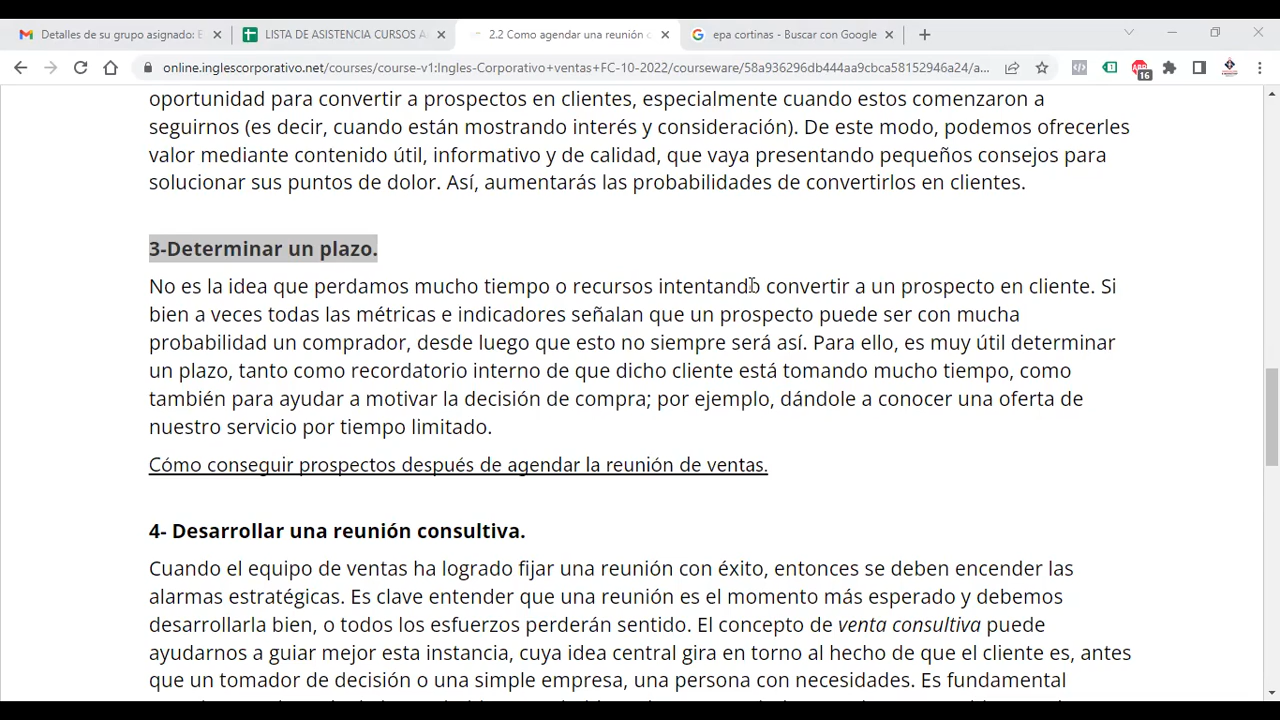 Detalles de su grupo asignado: E
LISTA DE ASISTENCIA CURSOS A
2.2 Como agendar una reunión c
epa cortinas - Buscar con Google
online.inglescorporativo.net/courses/course-v1:Ingles-Corporativo+ventas+FC-10-2022/courseware/58a936296db444aa9cbca58152946a24/a...
16
oportunidad para convertir a prospectos en clientes, especialmente cuando estos comenzaron a
seguirnos (es decir, cuando están mostrando interés y consideración). De este modo, podemos ofrecerles
valor mediante contenido útil, informativo y de calidad, que vaya presentando pequeños consejos para
solucionar sus puntos de dolor. Así, aumentarás las probabilidades de convertirlos en clientes.
3-Determinar un plazo.
No es la idea que perdamos mucho tiempo o recursos intentando convertir a un prospecto en cliente. Si
bien a veces todas las métricas e indicadores señalan que un prospecto puede ser con mucha
probabilidad un comprador, desde luego que esto no siempre será así. Para ello, es muy útil determinar
un plazo, tanto como recordatorio interno de que dicho cliente está tomando mucho tiempo, como
también para ayudar a motivar la decisión de compra; por ejemplo, dándole a conocer una oferta de
nuestro servicio por tiempo limitado.
Cómo conseguir prospectos después de agendar la reunión de ventas.
4- Desarrollar una reunión consultiva.
Cuando el equipo de ventas ha logrado fijar una reunión con éxito, entonces se deben encender las
alarmas estratégicas. Es clave entender que una reunión es el momento más esperado y debemos
desarrollarla bien, o todos los esfuerzos perderán sentido. El concepto de venta consultiva puede
ayudarnos a guiar mejor esta instancia, cuya idea central gira en torno al hecho de que el cliente es, antes
que un tomador de decisión o una simple empresa, una persona con necesidades. Es fundamental